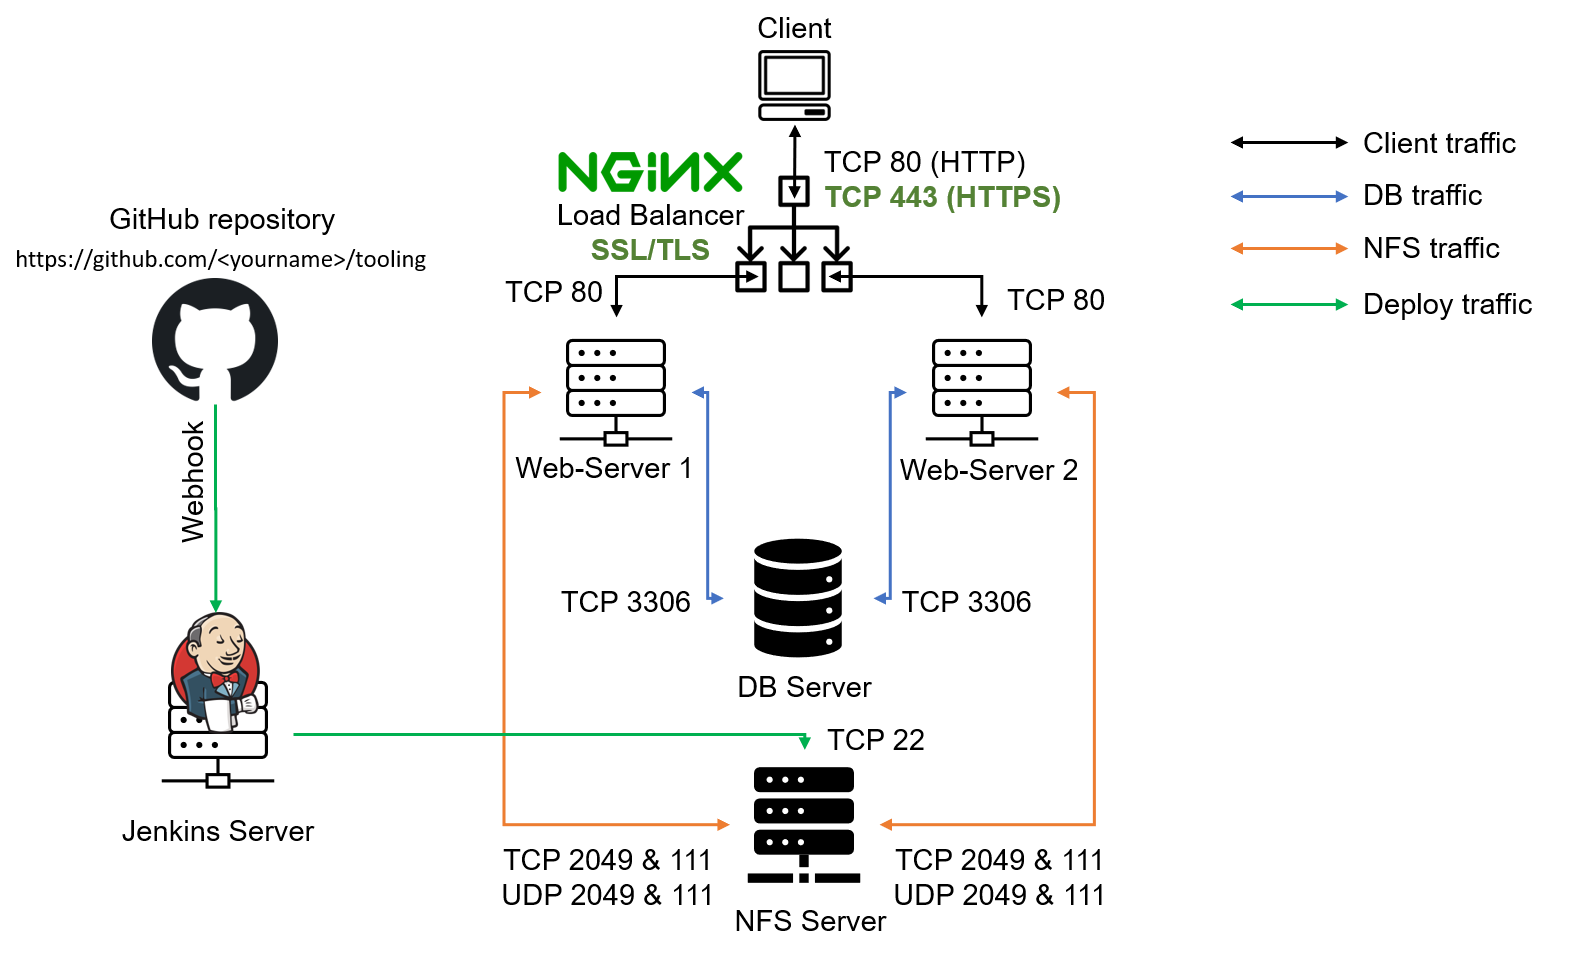 Client
NGINX
Load Balancer
SSL/TLS
TCP 80 (HTTP)
TCP 443 (HTTPS)
Client traffic
DB traffic
NFS traffic
Deploy traffic
GitHub repository
https://github.com/<yourname>/tooling
Webhook
Jenkins Server
TCP 80
TCP 80
Web-Server 1
Web-Server 2
TCP 3306
TCP 3306
DB Server
TCP 22
TCP 2049 & 111
UDP 2049 & 111
TCP 2049 & 111
UDP 2049 & 111
NFS Server